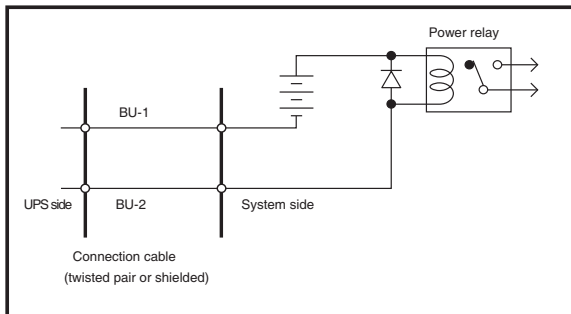 Power relay
BU-1
UPS side
BU-2
System side
Connection cable
(twisted pair or shielded)